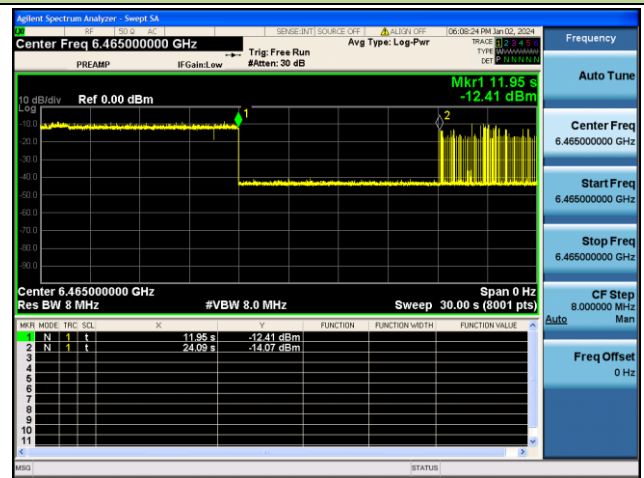 Agilent Spectrum Analyzer - Swept SA
RF 50 Ω AC SENSE:INT SOURCE OFF ALIGN OFF 06:08:24 PM Jan 02, 2024
Center Freq 6.465000000 GHz Avg Type: Log-Pwr TRACE 1 2 3 4 5 6
Trig: Free Run TYPE
PREAMP IFGain:Low #Atten: 30 dB DET P N N N N N
Frequency
Auto Tune
Center Freq
6.465000000 GHz
Start Freq
6.465000000 GHz
Stop Freq
6.465000000 GHz
CF Step
8.000000 MHz
Auto Man
Freq Offset
0 Hz
Mkr1 11.95 s
-12.41 dBm
10 dB/div Ref 0.00 dBm
Log
-10.0
-20.0
-30.0
-40.0
-50.0
-60.0
-70.0
-80.0
-90.0
1
2
Center 6.465000000 GHz Span 0 Hz
Res BW 8 MHz #VBW 8.0 MHz Sweep 30.00 s (8001 pts)
MKR MODE TRC SCL X Y FUNCTION FUNCTION WIDTH FUNCTION VALUE
1 N 1 t 11.95 s -12.41 dBm
2 N 1 t 24.09 s -14.07 dBm
3
4
5
6
7
8
9
10
11
MSG STATUS